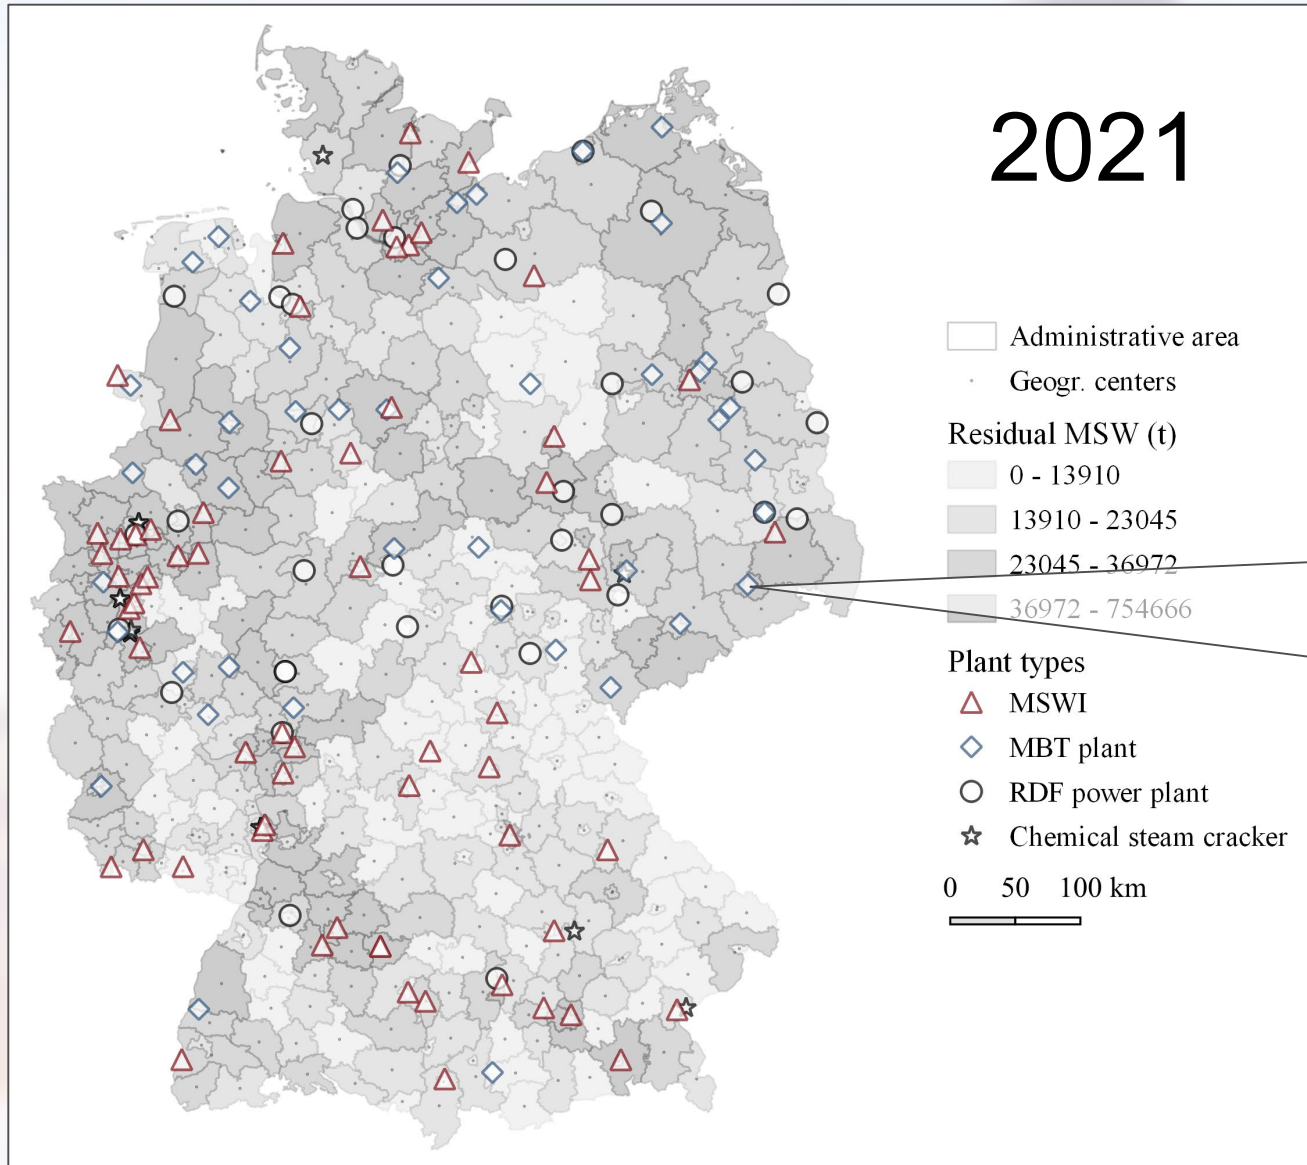 2021
Administrative area
Geogr. centers
Residual MSW (t)
0 - 13910
13910 - 23045
23045 - 36972
36972 - 754666
Plant types
MSWI
MBT plant
RDF power plant
Chemical steam cracker
0 50 100 km